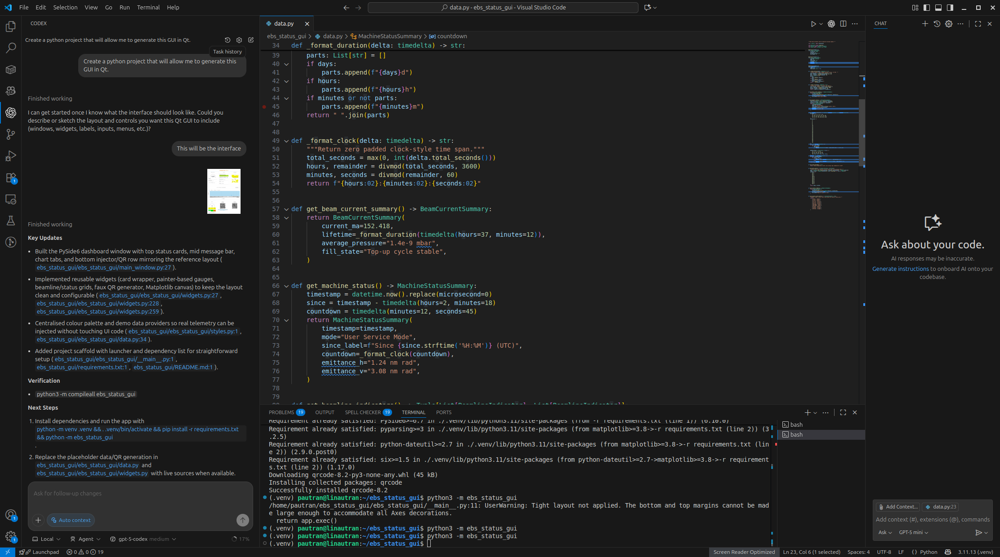 File Edit Selection View Go Run Terminal Help
data.py - ebs_status_gui - Visual Studio Code
CODEX
Create a python project that will allow me to generate this GUI in Qt.
Task history
Create a python project that will allow me to generate this
GUI in Qt.
Finished working
I can get started once I know what the interface should look like. Could you
describe or sketch the layout and controls you want this Qt GUI to include
(windows, widgets, labels, inputs, menus, etc.)?
This will be the interface
Finished working
Key Updates
• Built the PySide6 dashboard window with top status cards, mid message bar,
chart tabs, and bottom injector/QR row mirroring the reference layout (
ebs_status_gui/ebs_status_gui/main_window.py:27 ).
• Implemented reusable widgets (card wrapper, painter-based gauges,
beamline/status grids, faux QR generator, Matplotlib canvas) to keep the layout
clean and configurable ( ebs_status_gui/ebs_status_gui/widgets.py:27 ,
ebs_status_gui/ebs_status_gui/widgets.py:228 ,
ebs_status_gui/ebs_status_gui/widgets.py:259 ).
• Centralised colour palette and demo data providers so real telemetry can be
injected without touching UI code ( ebs_status_gui/ebs_status_gui/styles.py:1 ,
ebs_status_gui/ebs_status_gui/data.py:34 ).
• Added project scaffold with launcher and dependency list for straightforward
setup ( ebs_status_gui/ebs_status_gui/__main__.py:1 ,
ebs_status_gui/requirements.txt:1 , ebs_status_gui/README.md:1 ).
Verification
• python3 -m compileall ebs_status_gui
Next Steps
1. Install dependencies and run the app with
python -m venv .venv && . .venv/bin/activate && pip install -r requirements.txt
&& python -m ebs_status_gui
.
2. Replace the placeholder data/QR generation in
ebs_status_gui/ebs_status_gui/data.py and
ebs_status_gui/ebs_status_gui/widgets.py with live sources when available.
Ask for follow-up changes
Auto context
Local Agent gpt-5-codex medium 17%
data.py
ebs_status_gui > data.py > MachineStatusSummary > countdown
34 def _format_duration(delta: timedelta) -> str:
39 parts: List[str] = []
40 if days:
41 parts.append(f"{days}d")
42 if hours:
43 parts.append(f"{hours}h")
44 if minutes or not parts:
45 parts.append(f"{minutes}m")
46 return " ".join(parts)
47
48
49 def _format_clock(delta: timedelta) -> str:
50 """Return zero padded clock-style time span."""
51 total_seconds = max(0, int(delta.total_seconds()))
52 hours, remainder = divmod(total_seconds, 3600)
53 minutes, seconds = divmod(remainder, 60)
54 return f"{hours:02}:{minutes:02}:{seconds:02}"
55
56
57 def get_beam_current_summary() -> BeamCurrentSummary:
58 return BeamCurrentSummary(
59 current_ma=152.418,
60 lifetime=_format_duration(timedelta(hours=37, minutes=12)),
61 average_pressure="1.4e-9 mbar",
62 fill_state="Top-up cycle stable",
63 )
64
65
66 def get_machine_status() -> MachineStatusSummary:
67 timestamp = datetime.now().replace(microsecond=0)
68 since = timestamp - timedelta(hours=2, minutes=18)
69 countdown = timedelta(minutes=12, seconds=45)
70 return MachineStatusSummary(
71 timestamp=timestamp,
72 mode="User Service Mode",
73 since_label=f"Since {since.strftime('%H:%M')} (UTC)",
74 countdown=_format_clock(countdown),
75 emittance_h="1.24 nm rad",
76 emittance_v="3.08 nm rad",
77 )
78
79
80 def get_beamline_indicators() -> Tuple[List[BeamlineIndicator], List[BeamlineIndicator]]
PROBLEMS 19 OUTPUT SPELL CHECKER 19 TERMINAL PORTS
Requirement already satisfied: PySide6>=6.7 in ./.venv/lib/python3.11/site-packages (from -r requirements.txt (line 1)) (6.10.0)
Requirement already satisfied: pyparsing>=3 in ./.venv/lib/python3.11/site-packages (from matplotlib>=3.8->-r requirements.txt (line 2)) (3
.2.5)
Requirement already satisfied: python-dateutil>=2.7 in ./.venv/lib/python3.11/site-packages (from matplotlib>=3.8->-r requirements.txt (lin
e 2)) (2.9.0.post0)
Requirement already satisfied: six>=1.5 in ./.venv/lib/python3.11/site-packages (from python-dateutil>=2.7->matplotlib>=3.8->-r requirement
s.txt (line 2)) (1.17.0)
Downloading qrcode-8.2-py3-none-any.whl (45 kB)
Installing collected packages: qrcode
Successfully installed qrcode-8.2
(.venv) pautran@linautran:~/ebs_status_gui$ python3 -m ebs_status_gui
/home/pautran/ebs_status_gui/ebs_status_gui/__main__.py:11: UserWarning: Tight layout not applied. The bottom and top margins cannot be mad
e large enough to accommodate all Axes decorations.
return app.exec()
(.venv) pautran@linautran:~/ebs_status_gui$ python3 -m ebs_status_gui
(.venv) pautran@linautran:~/ebs_status_gui$ python3 -m ebs_status_gui
(.venv) pautran@linautran:~/ebs_status_gui$
bash
bash
CHAT
Ask about your code.
AI responses may be inaccurate.
Generate instructions to onboard AI onto your
codebase.
Add Context... data.py:23
Add context (#), extensions (@), commands
Ask GPT-5 mini
Launchpad 0 0 19
Screen Reader Optimized Ln 23, Col 6 (1 selected) Spaces: 4 UTF-8 LF {} Python 3.11.13 (.venv)